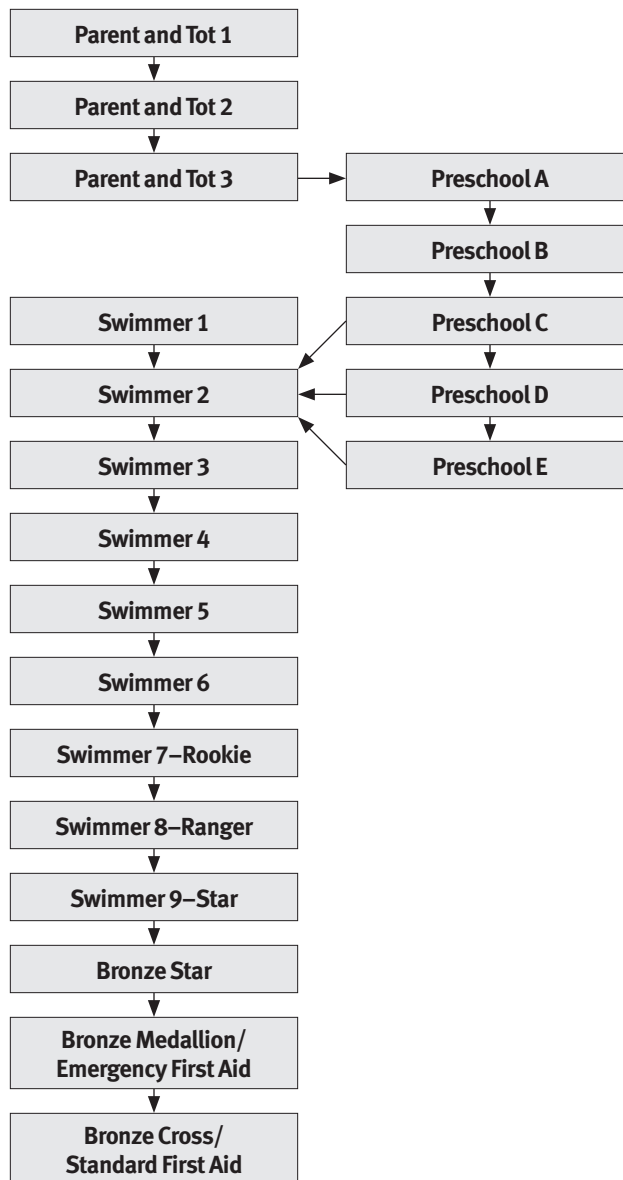 Parent and Tot 1
Parent and Tot 2
Parent and Tot 3
Preschool A
Preschool B
Swimmer 1
Preschool C
Swimmer 2
Preschool D
Swimmer 3
Preschool E
Swimmer 4
Swimmer 5
Swimmer 6
Swimmer 7–Rookie
Swimmer 8–Ranger
Swimmer 9–Star
Bronze Star
Bronze Medallion/
Emergency First Aid
Bronze Cross/
Standard First Aid